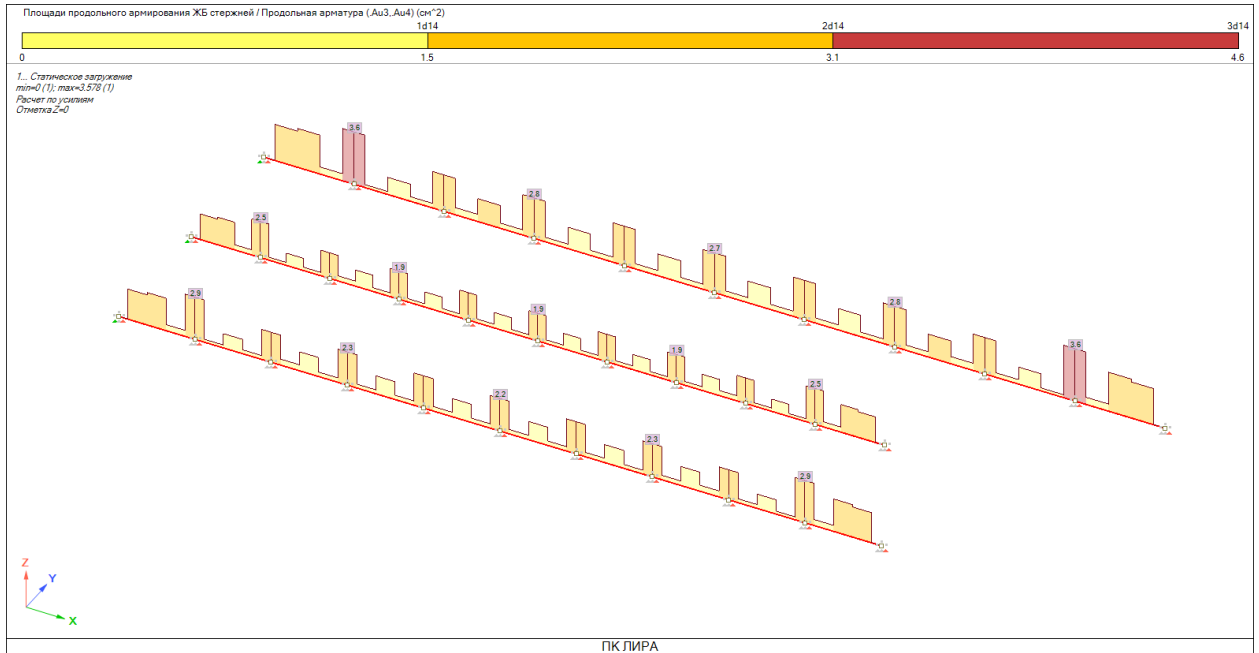 Площади продольного армирования ЖБ стержней / Продольная арматура (.Au3,.Au4) (см^2)
1d14 2d14 3d14
0 1.5 3.1 4.6
1... Статическое загружение
min=0 (1); max=3.578 (1)
Расчет по усилиям
Отметка Z=0
3.6
2.8
2.7
2.8
3.6
2.5
1.9
1.9
1.9
2.5
2.9
2.3
2.2
2.3
2.9
Z
Y
X
ПК ЛИРА